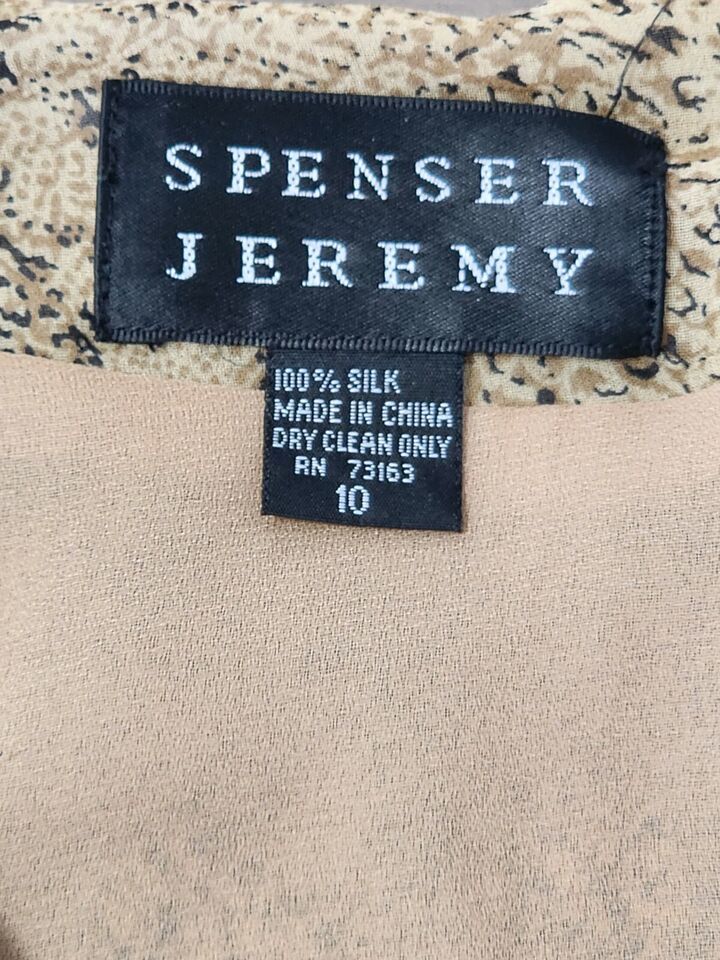 SPENSER
JEREMY
100% SILK
MADE IN CHINA
DRY CLEAN ONLY
RN 73163
10